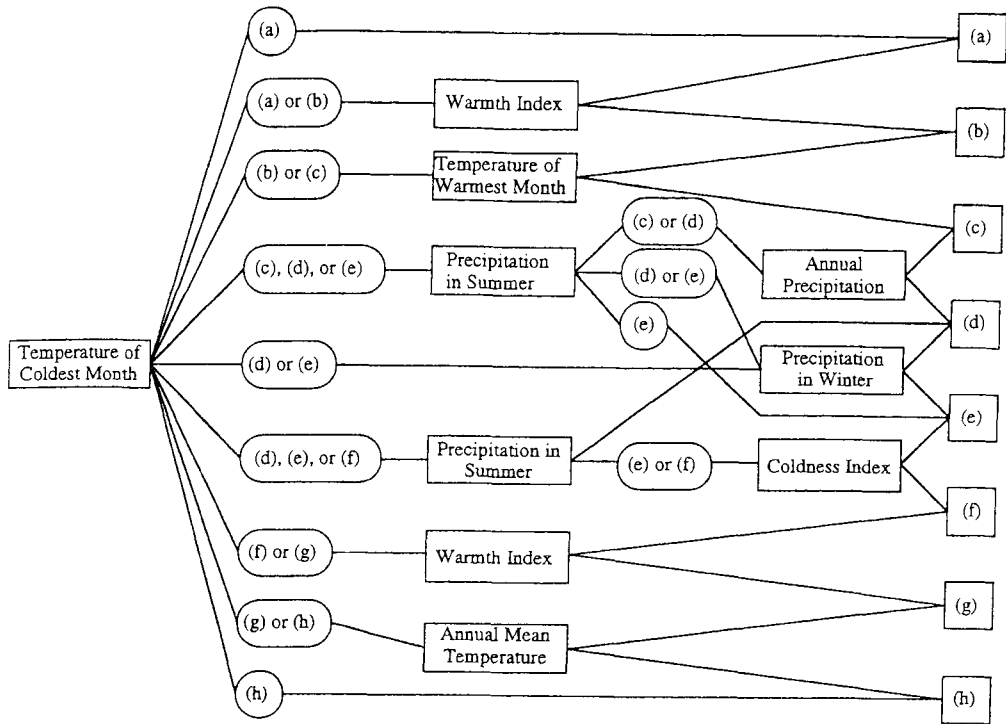 (a)
(a)
(a) or (b)
Warmth Index
(b)
(b) or (c)
Temperature of
Warmest Month
(c) or (d)
(c)
(c), (d), or (e)
Precipitation
in Summer
(d) or (e)
Annual
Precipitation
(e)
(d)
Temperature of
Coldest Month
(d) or (e)
Precipitation
in Winter
(e)
(d), (e), or (f)
Precipitation in
Summer
(e) or (f)
Coldness Index
(f)
(f) or (g)
Warmth Index
(g)
(g) or (h)
Annual Mean
Temperature
(h)
(h)